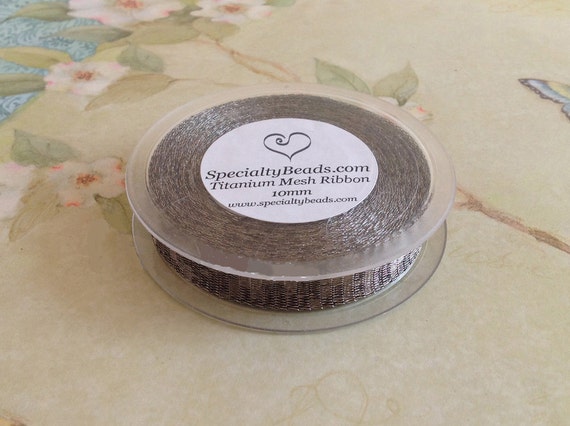 SpecialtyBeads.com
Titanium Mesh Ribbon
10mm
www.specialtybeads.com